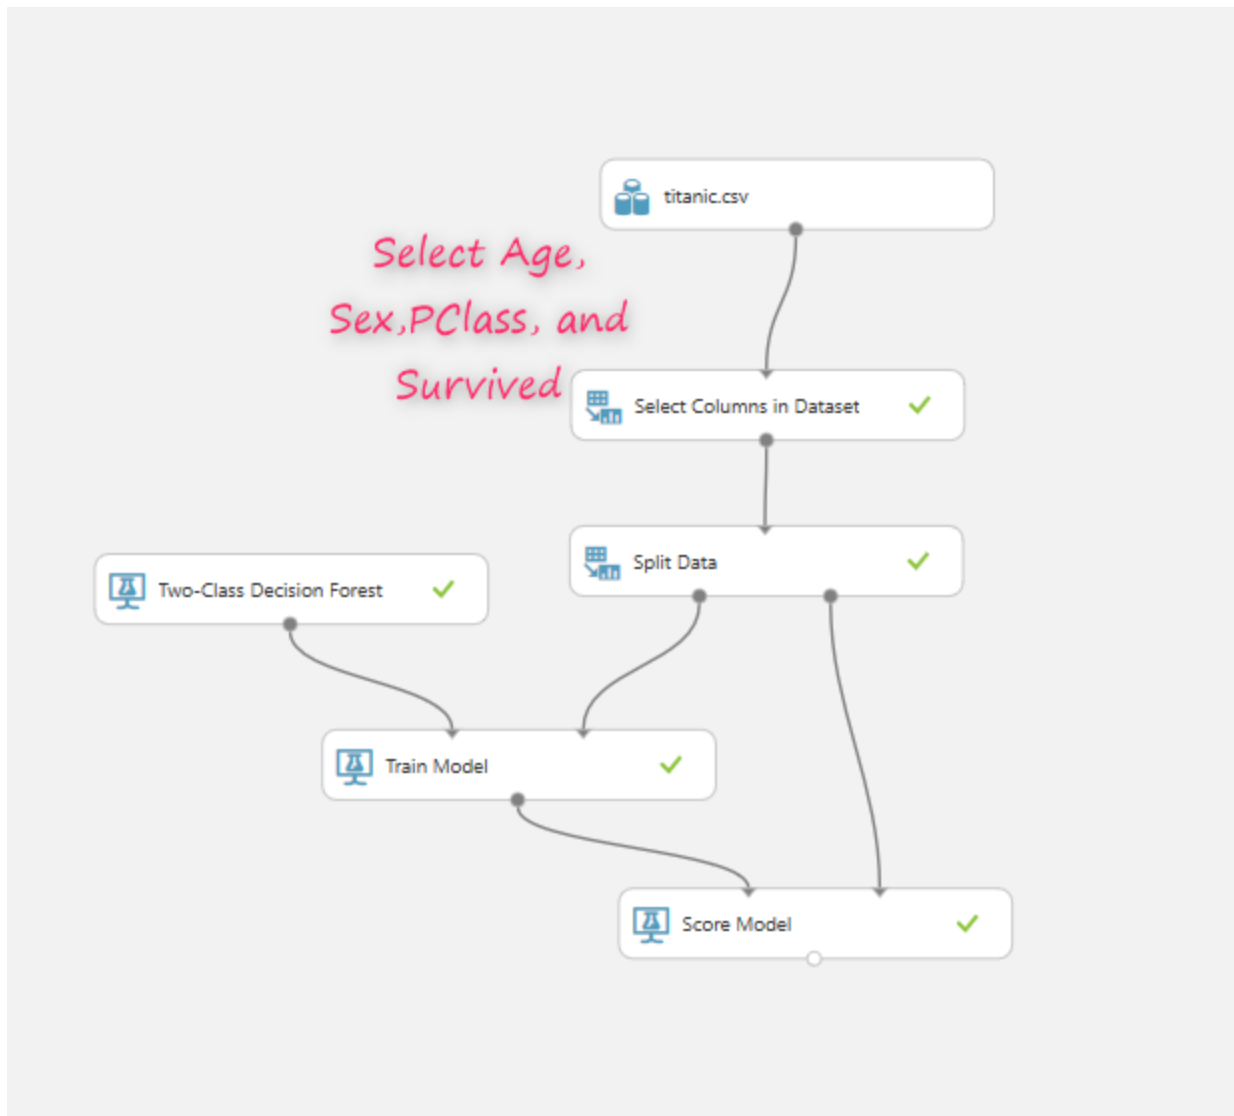 titanic.csv
Select Age,
Sex,PClass, and
Survived
Select Columns in Dataset
Split Data
Two-Class Decision Forest
Train Model
Score Model